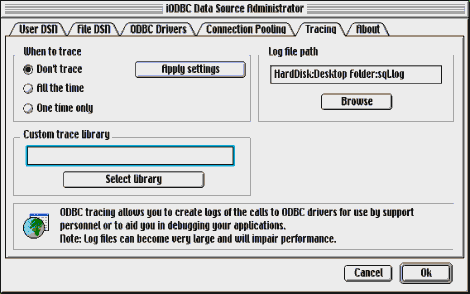 iODBC Data Source Administrator
User DSN
File DSN
ODBC Drivers
Connection Pooling
Tracing
About
When to trace
Don't trace
All the time
One time only
Apply settings
Log file path
HardDisk:Desktop Folder:sql.log
Browse
Custom trace library
Select library
ODBC tracing allows you to create logs of the calls to ODBC drivers for use by support
personnel or to aid you in debugging your applications.
Note: Log files can become very large and will impair performance.
Cancel
Ok